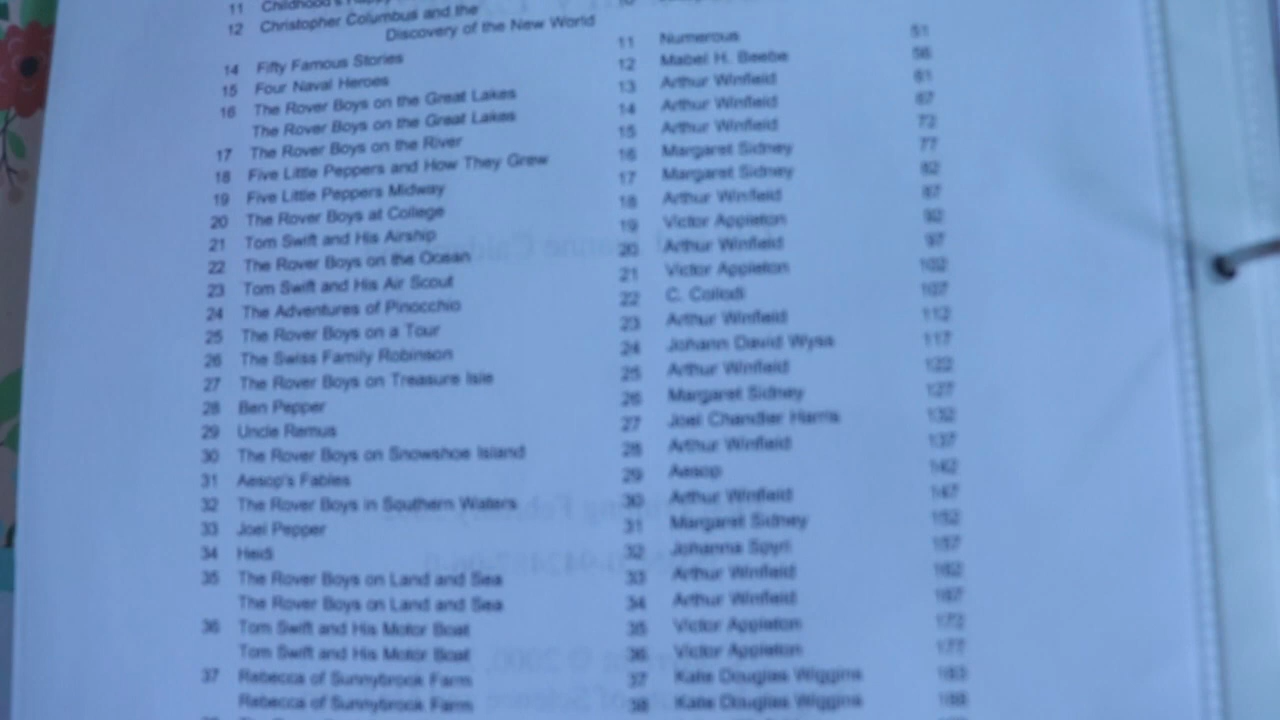 11 Childhood's Happy
12 Christopher Columbus and the
Discovery of the New World 11 Numerous 51
14 Fifty Famous Stories 12 Mabel H. Beebe 56
15 Four Naval Heroes 13 Arthur Winfield 61
16 The Rover Boys on the Great Lakes 14 Arthur Winfield 67
The Rover Boys on the Great Lakes 15 Arthur Winfield 72
17 The Rover Boys on the River 16 Margaret Sidney 77
18 Five Little Peppers and How They Grew 17 Margaret Sidney 82
19 Five Little Peppers Midway 18 Arthur Winfield 87
20 The Rover Boys at College 19 Victor Appleton 92
21 Tom Swift and His Airship 20 Arthur Winfield 97
22 The Rover Boys on the Ocean 21 Victor Appleton 102
23 Tom Swift and His Air Scout 22 C. Collodi 107
24 The Adventures of Pinocchio 23 Arthur Winfield 112
25 The Rover Boys on a Tour 24 Johann David Wyss 117
26 The Swiss Family Robinson 25 Arthur Winfield 122
27 The Rover Boys on Treasure Isle 26 Margaret Sidney 127
28 Ben Pepper 27 Joel Chandler Harris 132
29 Uncle Remus 28 Arthur Winfield 137
30 The Rover Boys on Snowshoe Island 29 Aesop 142
31 Aesop's Fables 30 Arthur Winfield 147
32 The Rover Boys in Southern Waters 31 Margaret Sidney 152
33 Joel Pepper 32 Johanna Spyri 157
34 Heidi 33 Arthur Winfield 162
35 The Rover Boys on Land and Sea 34 Arthur Winfield 167
The Rover Boys on Land and Sea 35 Victor Appleton 172
36 Tom Swift and His Motor Boat 36 Victor Appleton 177
Tom Swift and His Motor Boat 37 Kate Douglas Wiggins 183
37 Rebecca of Sunnybrook Farm 38 Kate Douglas Wiggins 188
Rebecca of Sunnybrook Farm